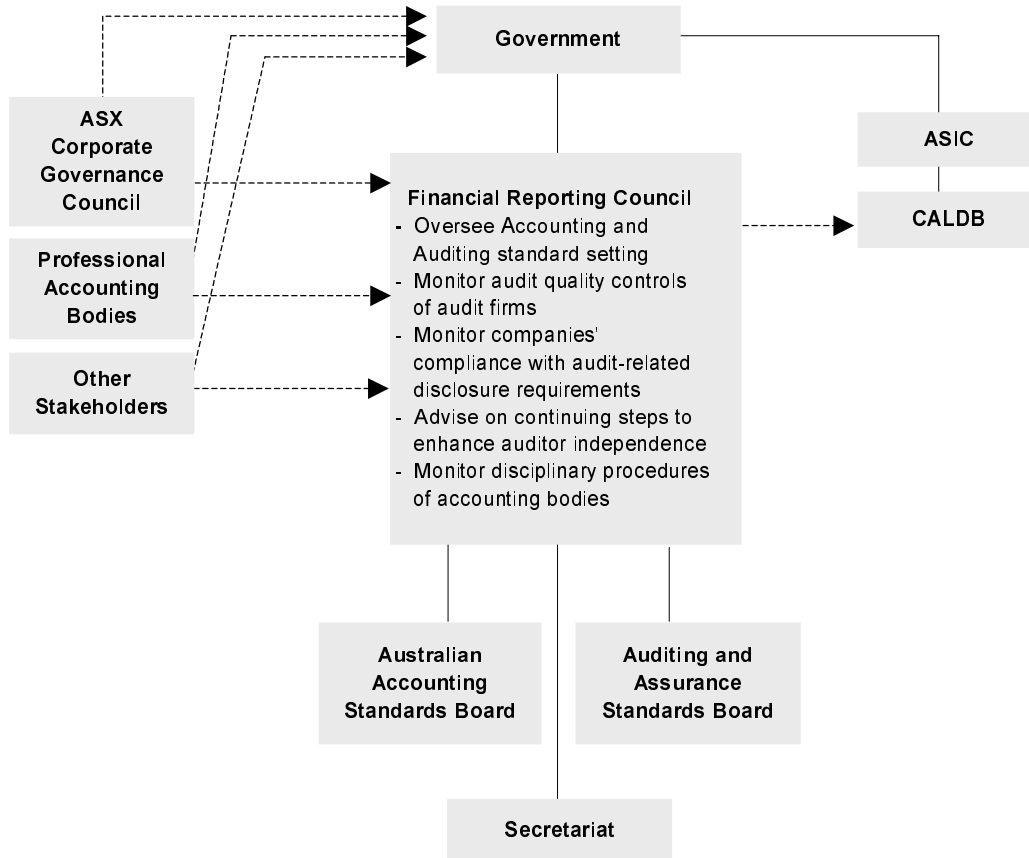 Government
ASX
Corporate
Governance
Council
Professional
Accounting
Bodies
Other
Stakeholders
Financial Reporting Council
- Oversee Accounting and
Auditing standard setting
- Monitor audit quality controls
of audit firms
- Monitor companies'
compliance with audit-related
disclosure requirements
- Advise on continuing steps to
enhance auditor independence
- Monitor disciplinary procedures
of accounting bodies
ASIC
CALDB
Australian
Accounting
Standards Board
Auditing and
Assurance
Standards Board
Secretariat